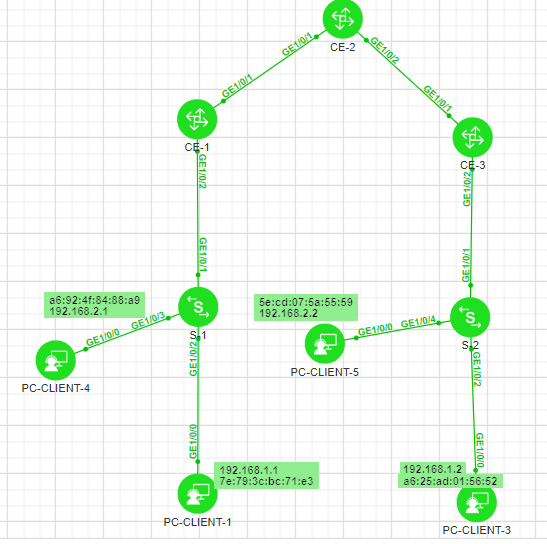 CE-2
GE1/0/1
GE1/0/2
GE1/0/1
GE1/0/1
CE-1
CE-3
GE1/0/2
GE1/0/2
GE1/0/1
GE1/0/1
a6:92:4f:84:88:a9
192.168.2.1
5e:cd:07:5a:55:59
192.168.2.2
GE1/0/3
GE1/0/0
S-1
GE1/0/4
GE1/0/0
S-2
PC-CLIENT-4
PC-CLIENT-5
GE1/0/2
GE1/0/2
GE1/0/0
GE1/0/0
192.168.1.1
7e:79:3c:bc:71:e3
192.168.1.2
a6:25:ad:01:56:52
PC-CLIENT-1
PC-CLIENT-3